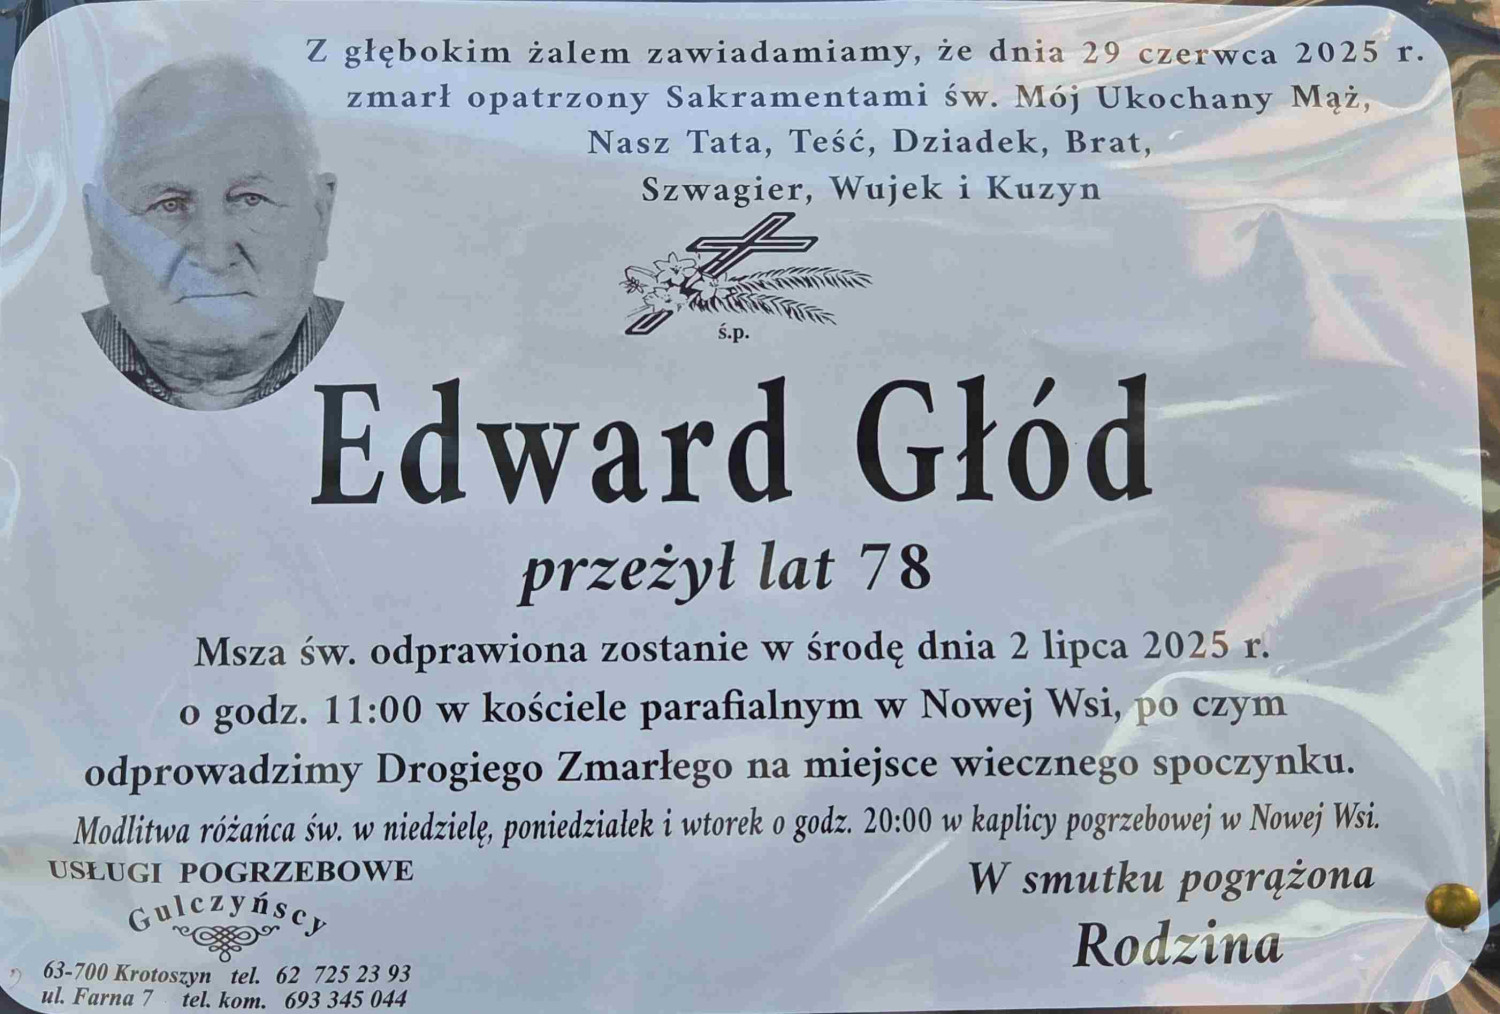 Z głębokim żalem zawiadamiamy, że dnia 29 czerwca 2025 r.
zmarł opatrzony Sakramentami św. Mój Ukochany Mąż,
Nasz Tata, Teść, Dziadek, Brat,
Szwagier, Wujek i Kuzyn
ś.p.
Edward Głód
przeżył lat 78
Msza św. odprawiona zostanie w środę dnia 2 lipca 2025 r.
o godz. 11:00 w kościele parafialnym w Nowej Wsi, po czym
odprowadzimy Drogiego Zmarłego na miejsce wiecznego spoczynku.
Modlitwa różańca św. w niedzielę, poniedziałek i wtorek o godz. 20:00 w kaplicy pogrzebowej w Nowej Wsi.
W smutku pogrążona
Rodzina
USŁUGI POGRZEBOWE
Gulczyńscy
63-700 Krotoszyn tel. 62 725 23 93
ul. Farna 7 tel. kom. 693 345 044